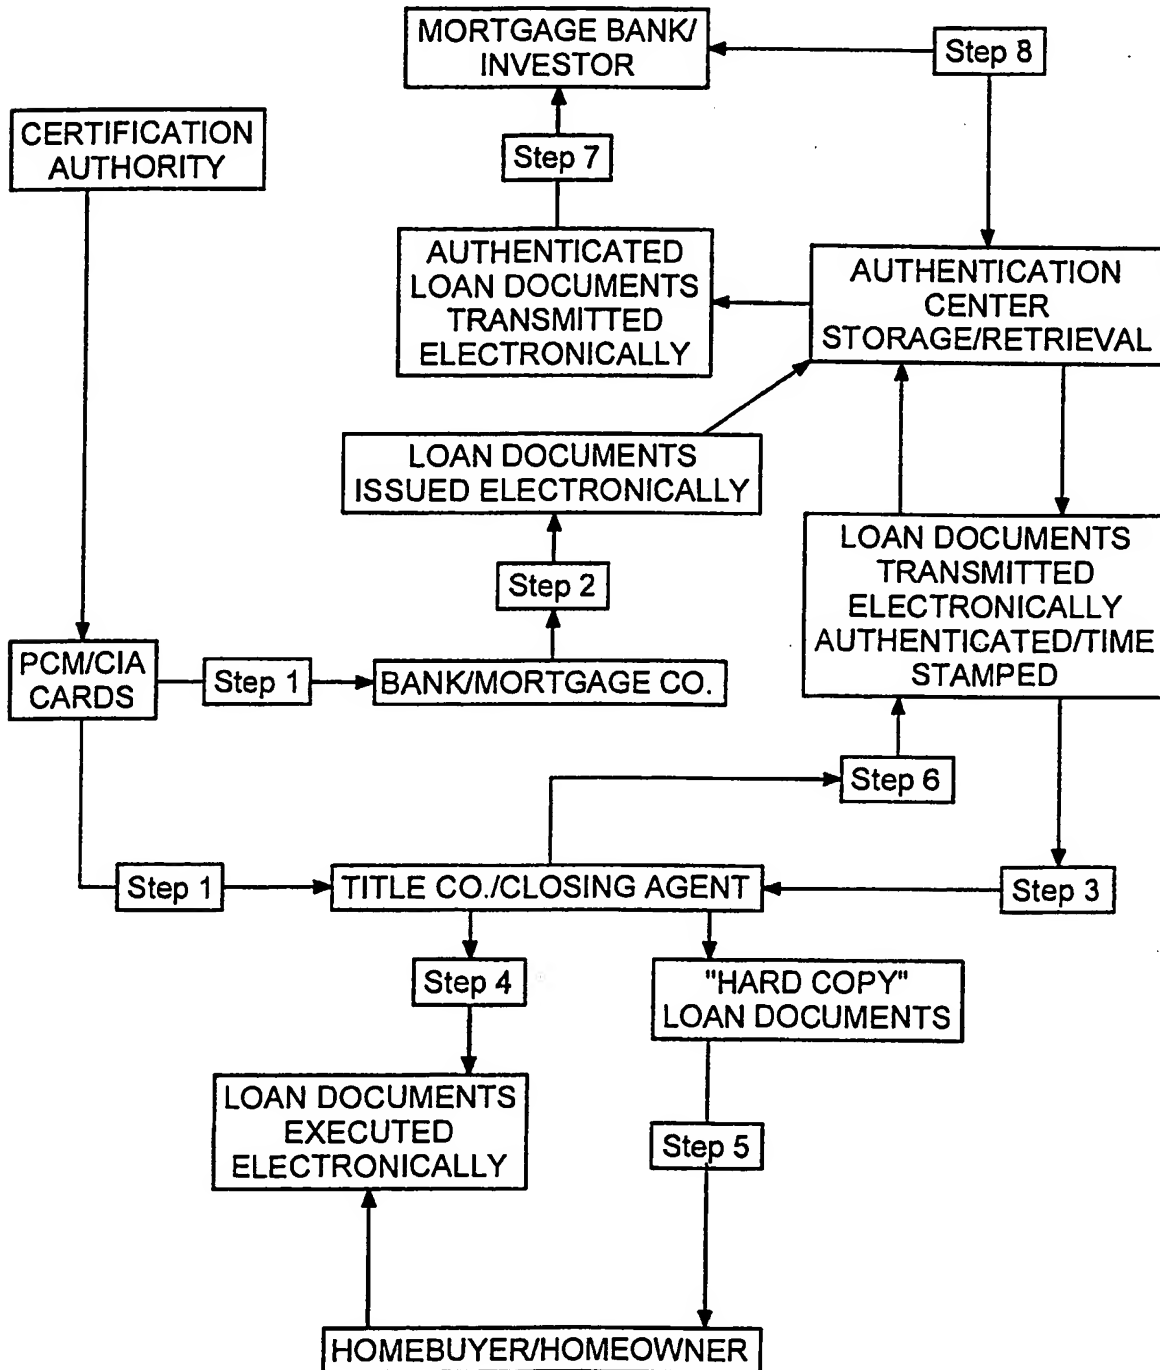 MORTGAGE BANK/
INVESTOR
Step 8
CERTIFICATION
AUTHORITY
Step 7
AUTHENTICATED
LOAN DOCUMENTS
TRANSMITTED
ELECTRONICALLY
AUTHENTICATION
CENTER
STORAGE/RETRIEVAL
LOAN DOCUMENTS
ISSUED ELECTRONICALLY
LOAN DOCUMENTS
TRANSMITTED
ELECTRONICALLY
AUTHENTICATED/TIME
STAMPED
Step 2
PCM/CIA
CARDS
Step 1
BANK/MORTGAGE CO.
Step 6
Step 1
TITLE CO./CLOSING AGENT
Step 3
Step 4
"HARD COPY"
LOAN DOCUMENTS
LOAN DOCUMENTS
EXECUTED
ELECTRONICALLY
Step 5
HOMEBUYER/HOMEOWNER